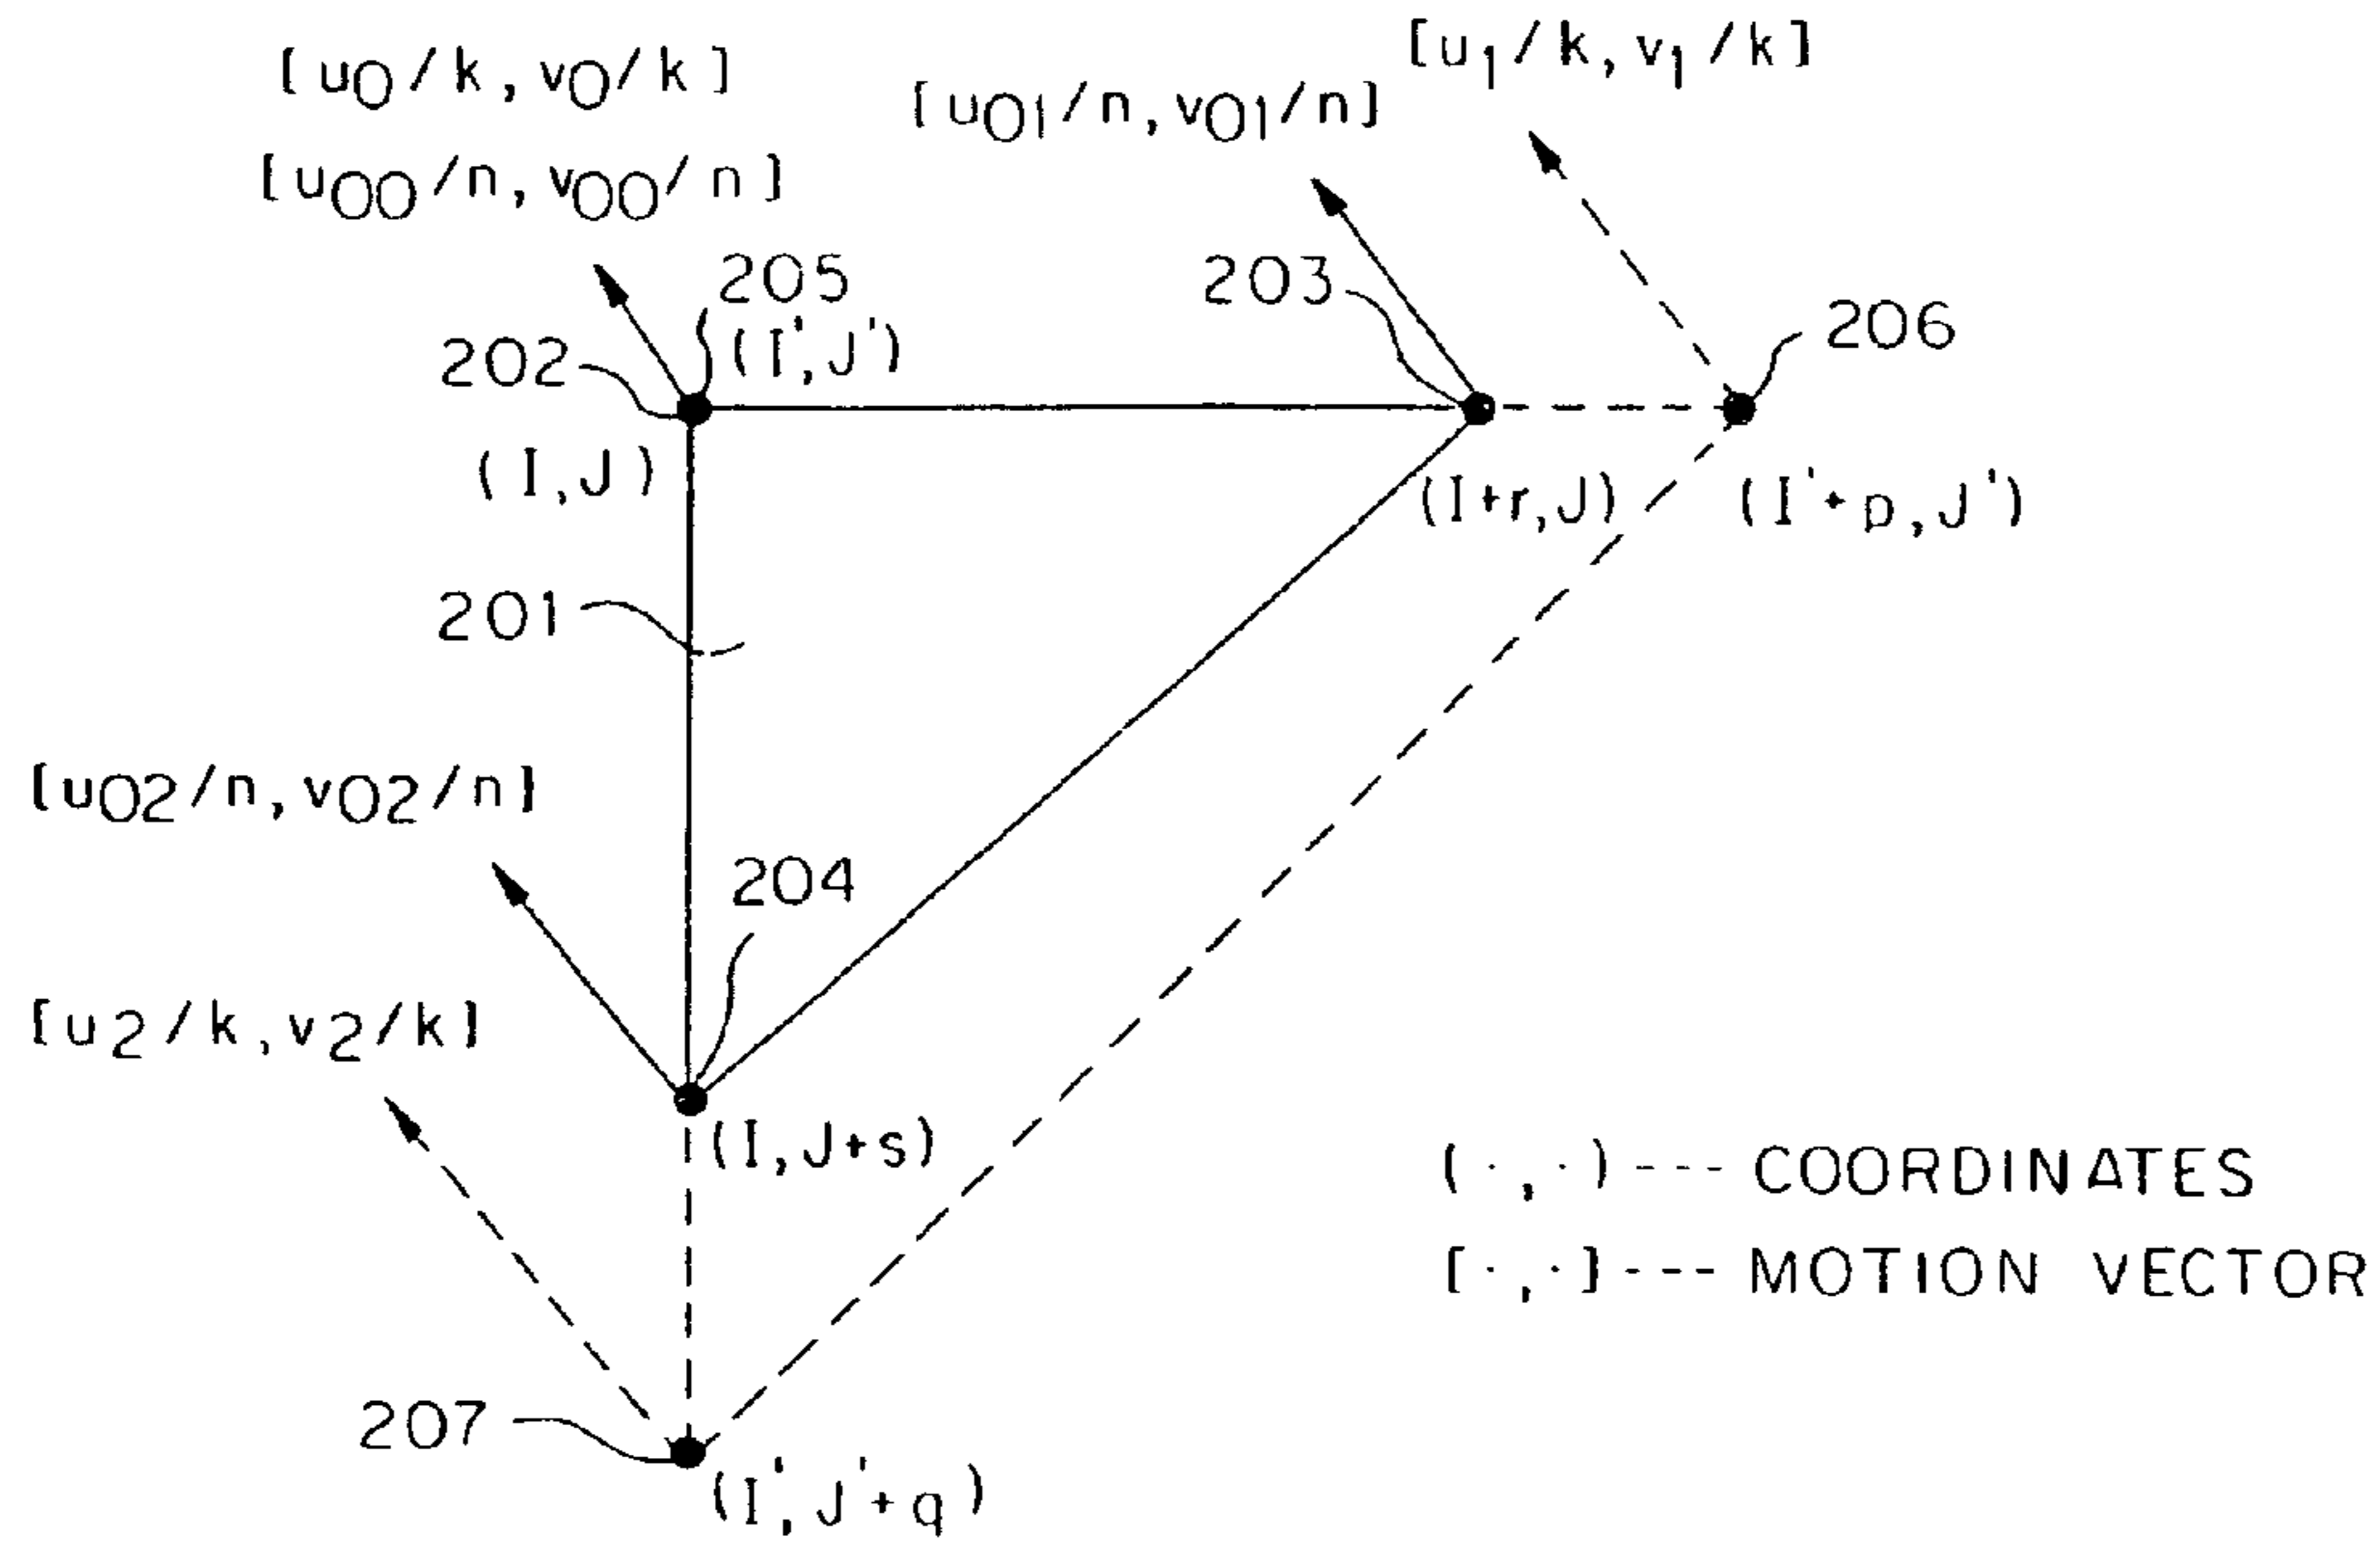 [u0/k, v0/k]
[u00/n, v00/n]
[u01/n, v01/n]
[u1/k, v1/k]
205
(I', J')
203
206
202
(I, J)
(I+r, J)
(I'+p, J')
201
[u02/n, v02/n]
204
[u2/k, v2/k]
(I, J+s)
(·,·)--- COORDINATES
[·,·]--- MOTION VECTOR
207
(I', J'+q)